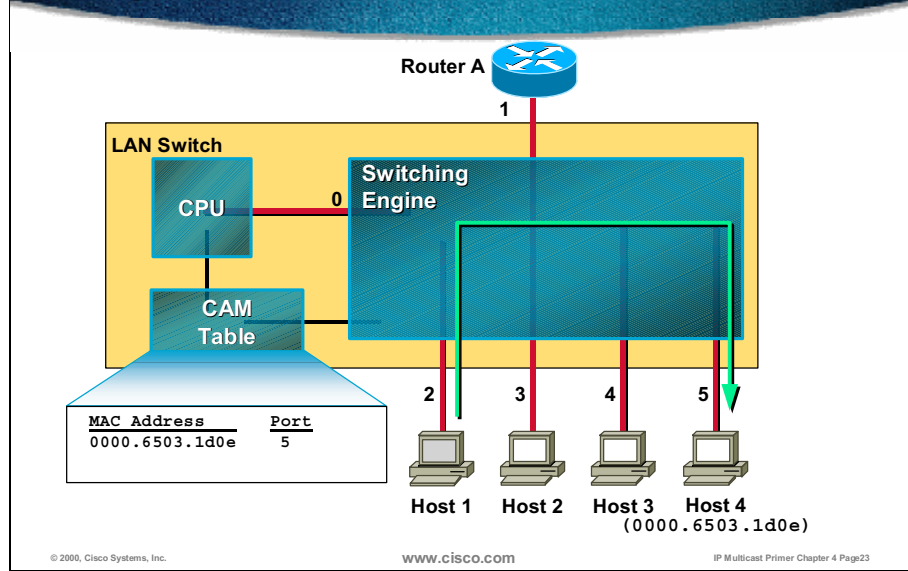 Router A
1
LAN Switch
Switching
Engine
CPU
0
CAM
Table
2
3
4
5
MAC Address Port
0000.6503.1d0e 5
Host 1
Host 2
Host 3
Host 4
(0000.6503.1d0e)
© 2000, Cisco Systems, Inc.
www.cisco.com
IP Multicast Primer Chapter 4 Page23